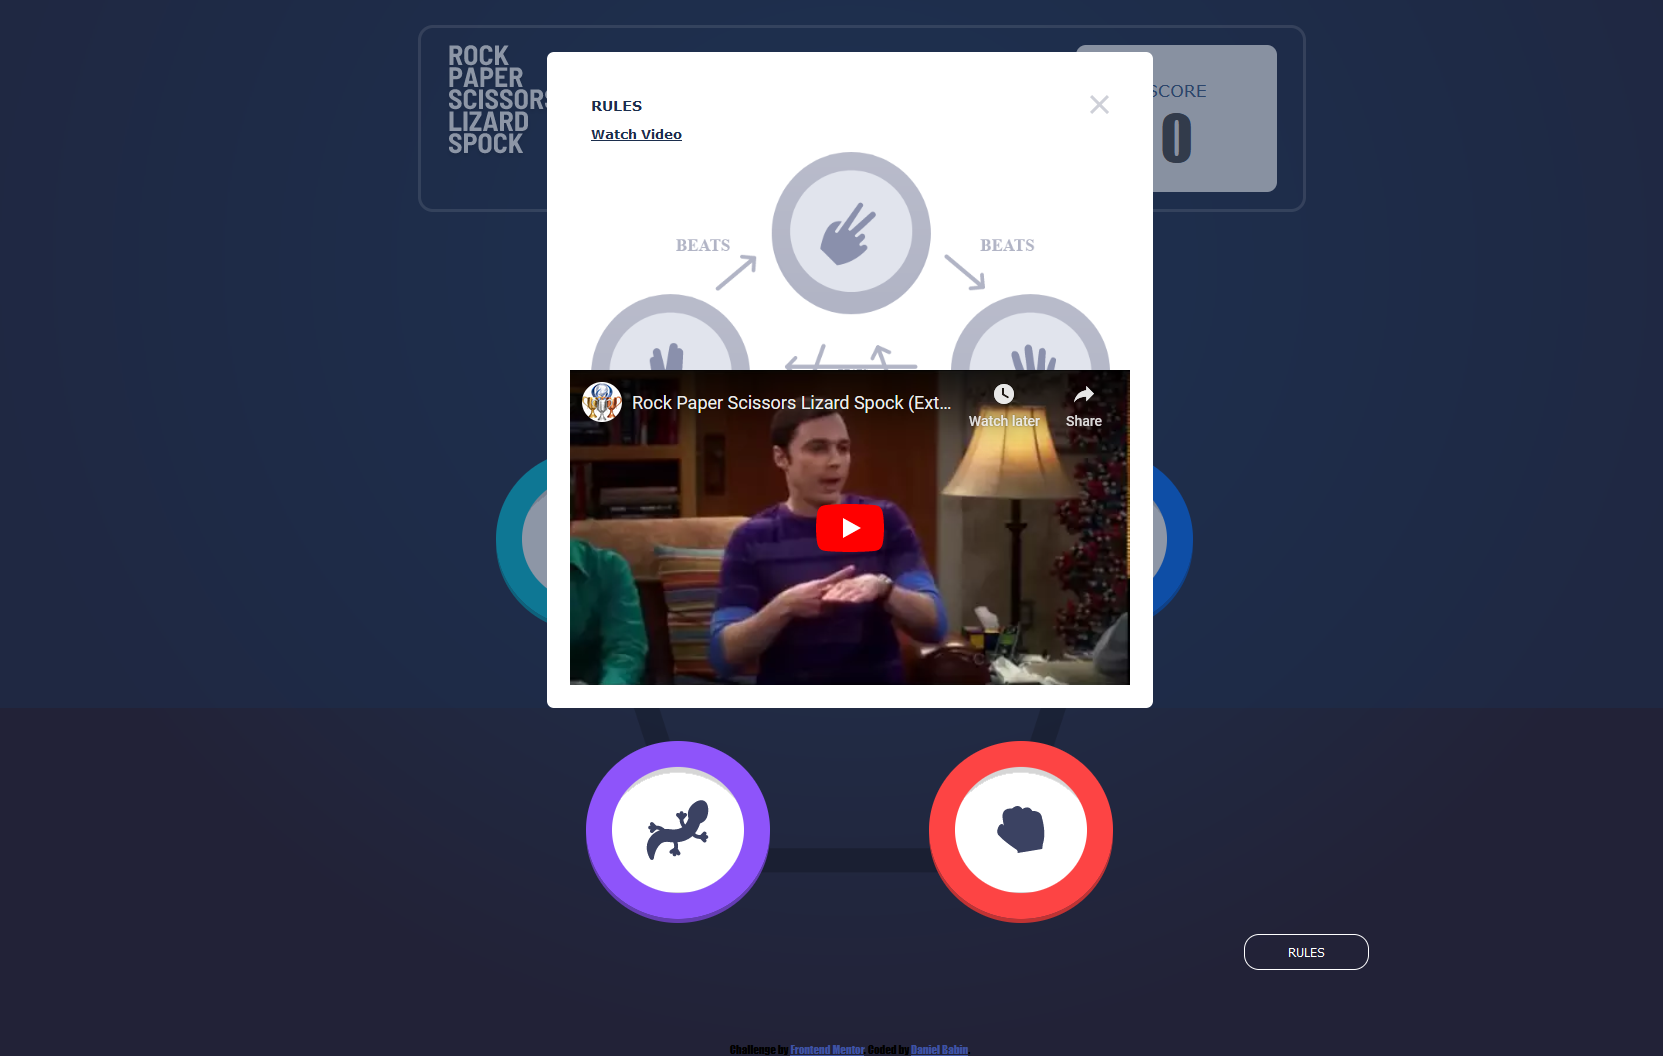 ROCK
PAPER
SCISSORS
LIZARD
SPOCK
SCORE
0
RULES
Watch Video
BEATS
BEATS
Rock Paper Scissors Lizard Spock (Ext...
Watch later
Share
RULES
Challenge by Frontend Mentor. Coded by Daniel Babin.